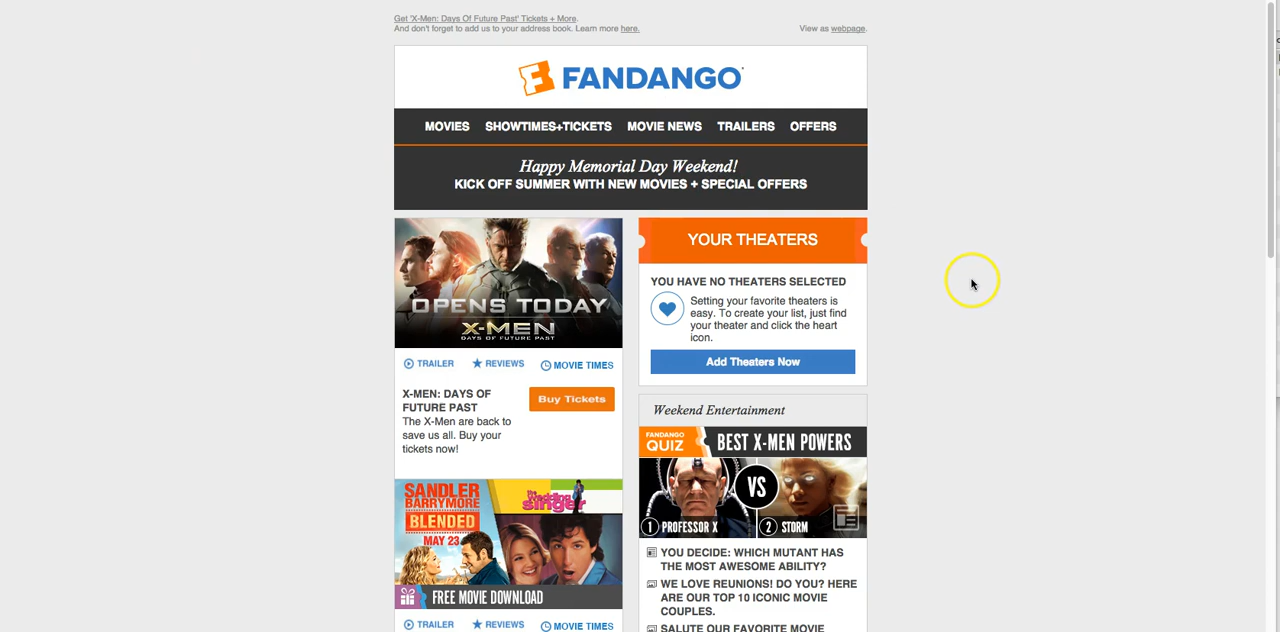 Get 'X-Men: Days Of Future Past' Tickets + More.
And don't forget to add us to your address book. Learn more here.
View as webpage.
FANDANGO
MOVIES SHOWTIMES+TICKETS MOVIE NEWS TRAILERS OFFERS
Happy Memorial Day Weekend!
KICK OFF SUMMER WITH NEW MOVIES + SPECIAL OFFERS
OPENS TODAY
X-MEN
DAYS OF FUTURE PAST
TRAILER REVIEWS MOVIE TIMES
X-MEN: DAYS OF
FUTURE PAST
Buy Tickets
The X-Men are back to
save us all. Buy your
tickets now!
SANDLER
BARRYMORE
BLENDED
MAY 23
the Wedding
singer
FREE MOVIE DOWNLOAD
TRAILER REVIEWS MOVIE TIMES
YOUR THEATERS
YOU HAVE NO THEATERS SELECTED
Setting your favorite theaters is
easy. To create your list, just find
your theater and click the heart
icon.
Add Theaters Now
Weekend Entertainment
FANDANGO
QUIZ
BEST X-MEN POWERS
VS
1 PROFESSOR X
2 STORM
YOU DECIDE: WHICH MUTANT HAS
THE MOST AWESOME ABILITY?
WE LOVE REUNIONS! DO YOU? HERE
ARE OUR TOP 10 ICONIC MOVIE
COUPLES.
SALUTE OUR FAVORITE MOVIE